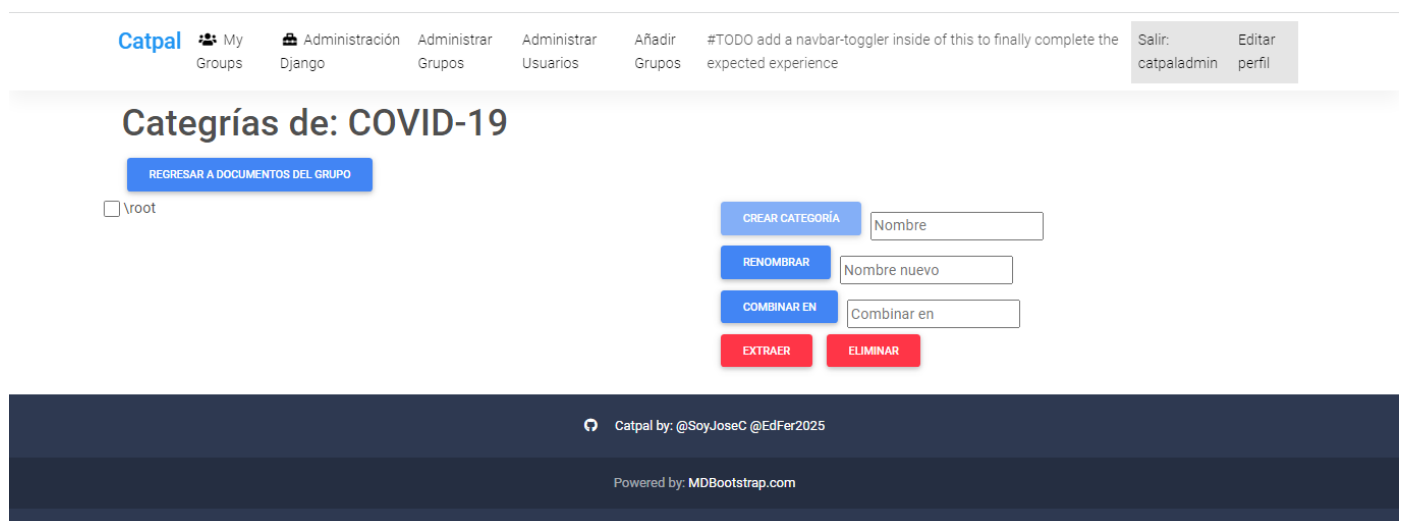 Catpal
My Groups
Administración Django
Administrar Grupos
Administrar Usuarios
Añadir Grupos
#TODO add a navbar-toggler inside of this to finally complete the
expected experience
Salir: catpaladmin
Editar perfil
Categrías de: COVID-19
REGRESAR A DOCUMENTOS DEL GRUPO
\root
CREAR CATEGORÍA
Nombre
RENOMBRAR
Nombre nuevo
COMBINAR EN
Combinar en
EXTRAER
ELIMINAR
Catpal by: @SoyJoseC @EdFer2025
Powered by: MDBootstrap.com